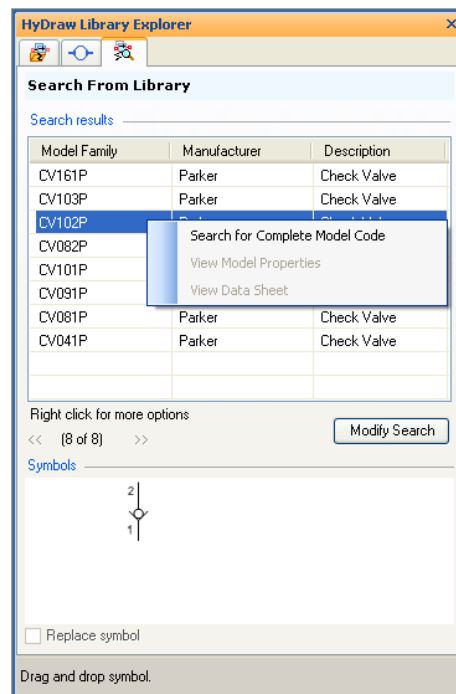 HyDraw Library Explorer
Search From Library
Search results
Model Family Manufacturer Description
CV161P Parker Check Valve
CV103P Parker Check Valve
CV102P
Search for Complete Model Code
CV082P
View Model Properties
CV101P
View Data Sheet
CV091P
CV081P Parker Check Valve
CV041P Parker Check Valve
Right click for more options
<< (8 of 8) >>
Modify Search
Symbols
2
1
Replace symbol
Drag and drop symbol.